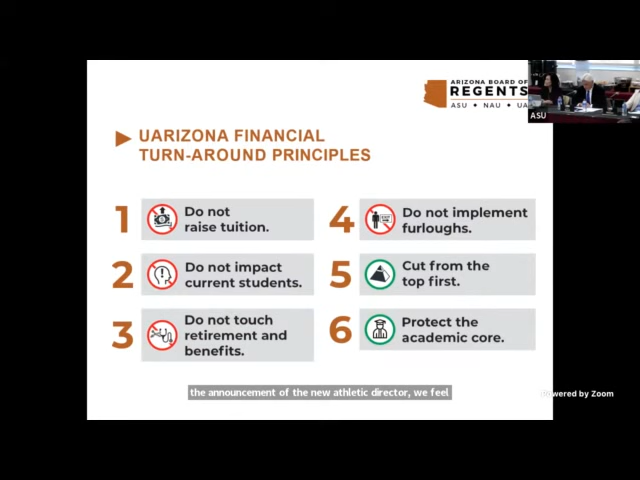 ARIZONA BOARD OF
REGENTS
ASU • NAU • UA
ASU
UARIZONA FINANCIAL
TURN-AROUND PRINCIPLES
1
Do not
raise tuition.
2
Do not impact
current students.
3
Do not touch
retirement and
benefits.
4
Do not implement
furloughs.
5
Cut from the
top first.
6
Protect the
academic core.
the announcement of the new athletic director, we feel
Powered by Zoom